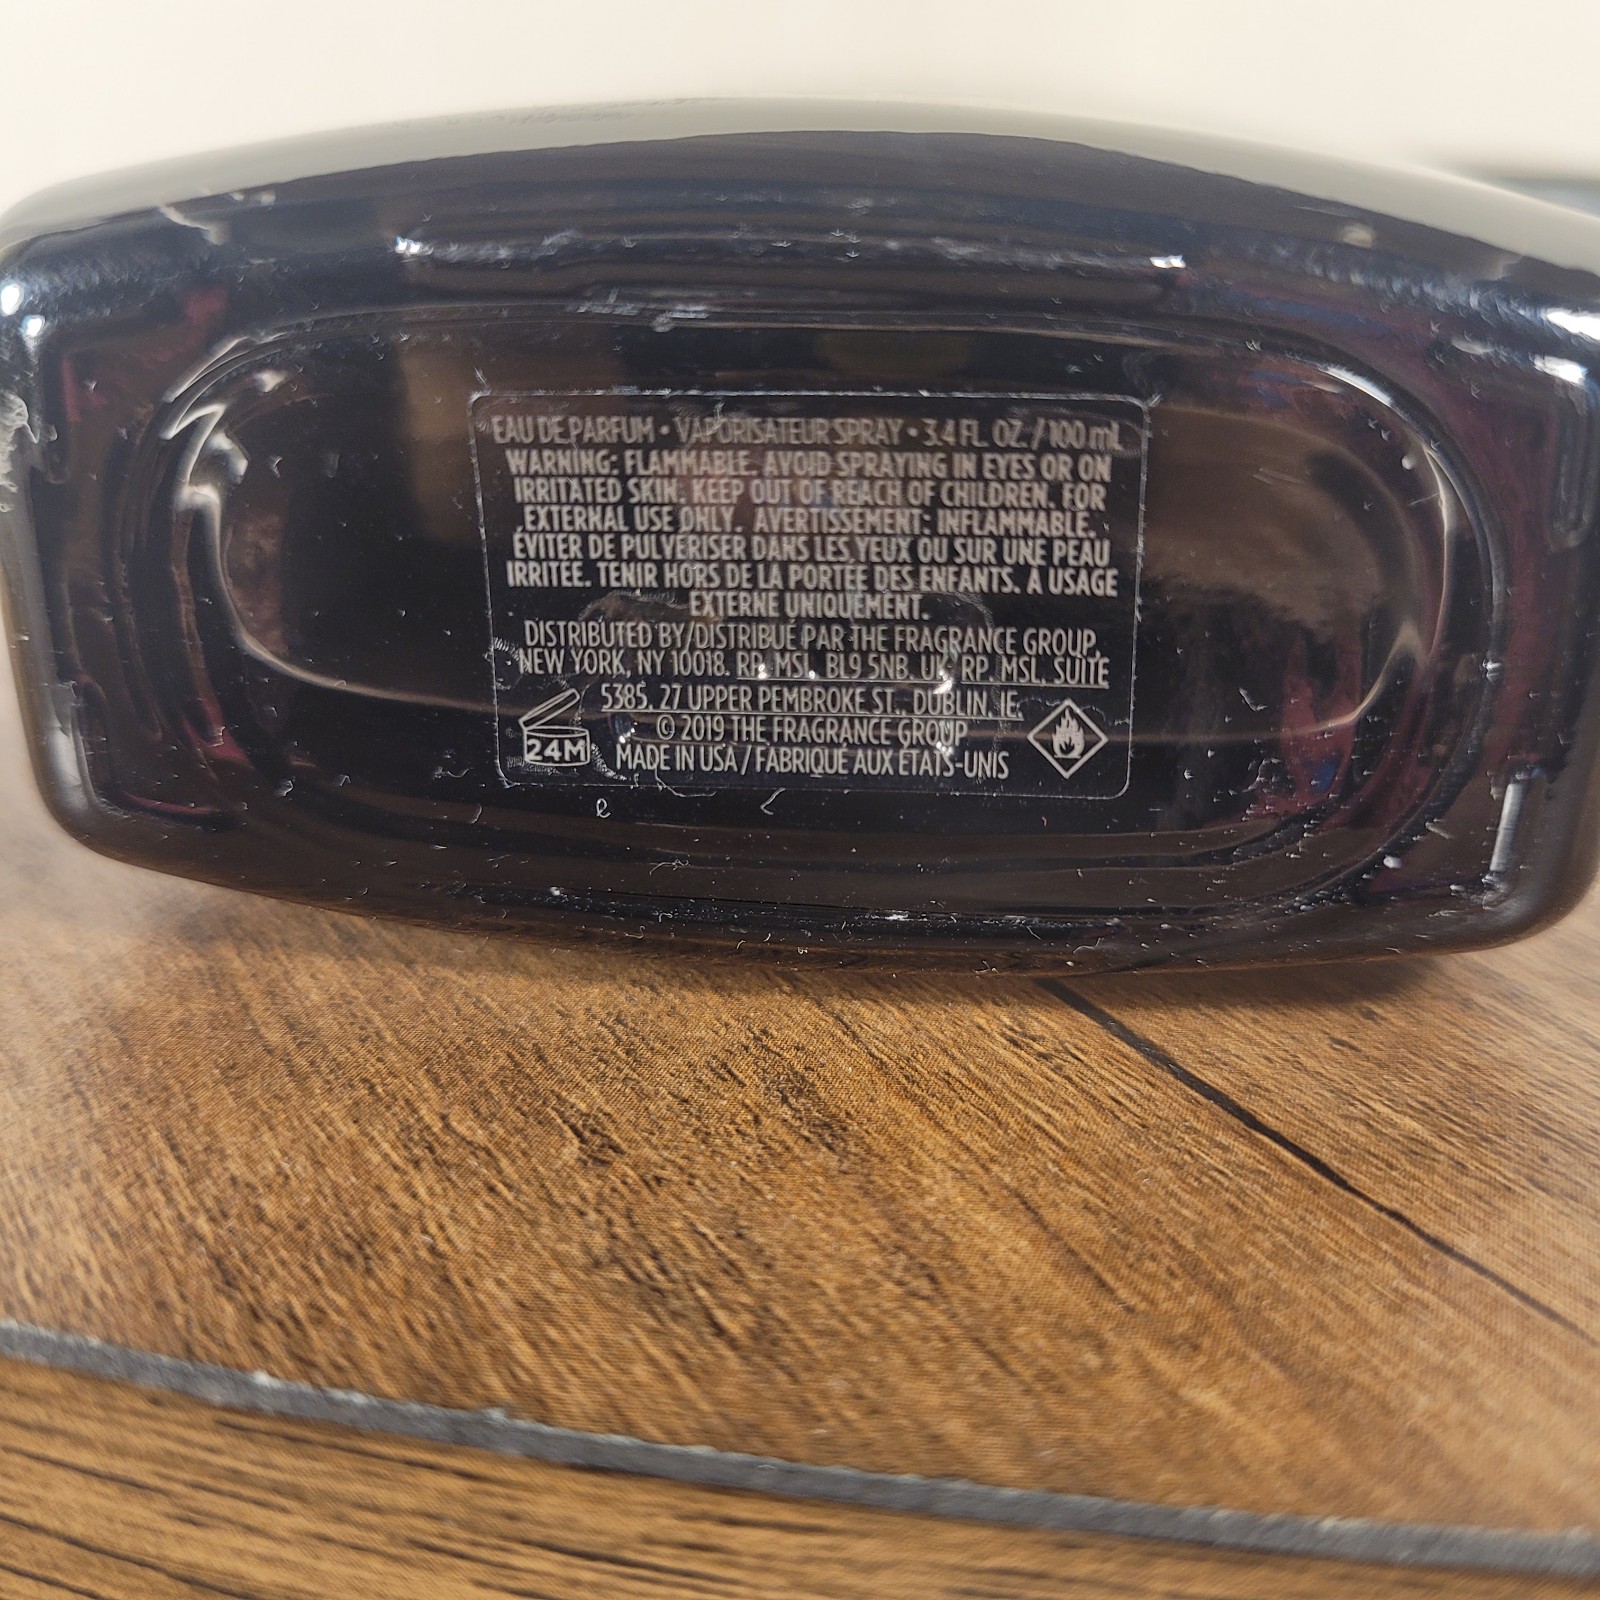 EAU DE PARFUM • VAPORISATEUR SPRAY • 3.4 FL. OZ. / 100 mL
WARNING: FLAMMABLE. AVOID SPRAYING IN EYES OR ON
IRRITATED SKIN. KEEP OUT OF REACH OF CHILDREN. FOR
EXTERNAL USE ONLY. AVERTISSEMENT: INFLAMMABLE.
ÉVITER DE PULVÉRISER DANS LES YEUX OU SUR UNE PEAU
IRRITÉE. TENIR HORS DE LA PORTÉE DES ENFANTS. À USAGE
EXTERNE UNIQUEMENT.
DISTRIBUTED BY/DISTRIBUÉ PAR THE FRAGRANCE GROUP,
NEW YORK, NY 10018. RP, MSL, BL9 5NB. UK; RP. MSL, SUITE
5385, 27 UPPER PEMBROKE ST., DUBLIN, IE.
© 2019 THE FRAGRANCE GROUP
MADE IN USA / FABRIQUÉ AUX ÉTATS-UNIS
24M